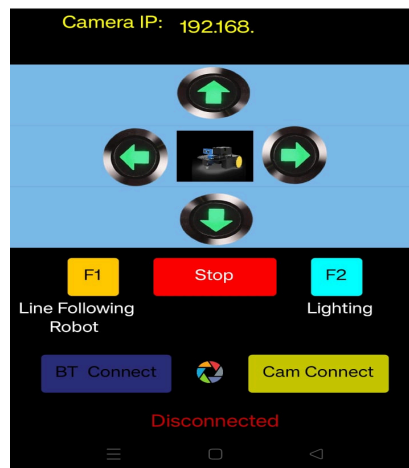 Camera IP: 192.168.
F1
Stop
F2
Line Following
Robot
Lighting
BT Connect
Cam Connect
Disconnected